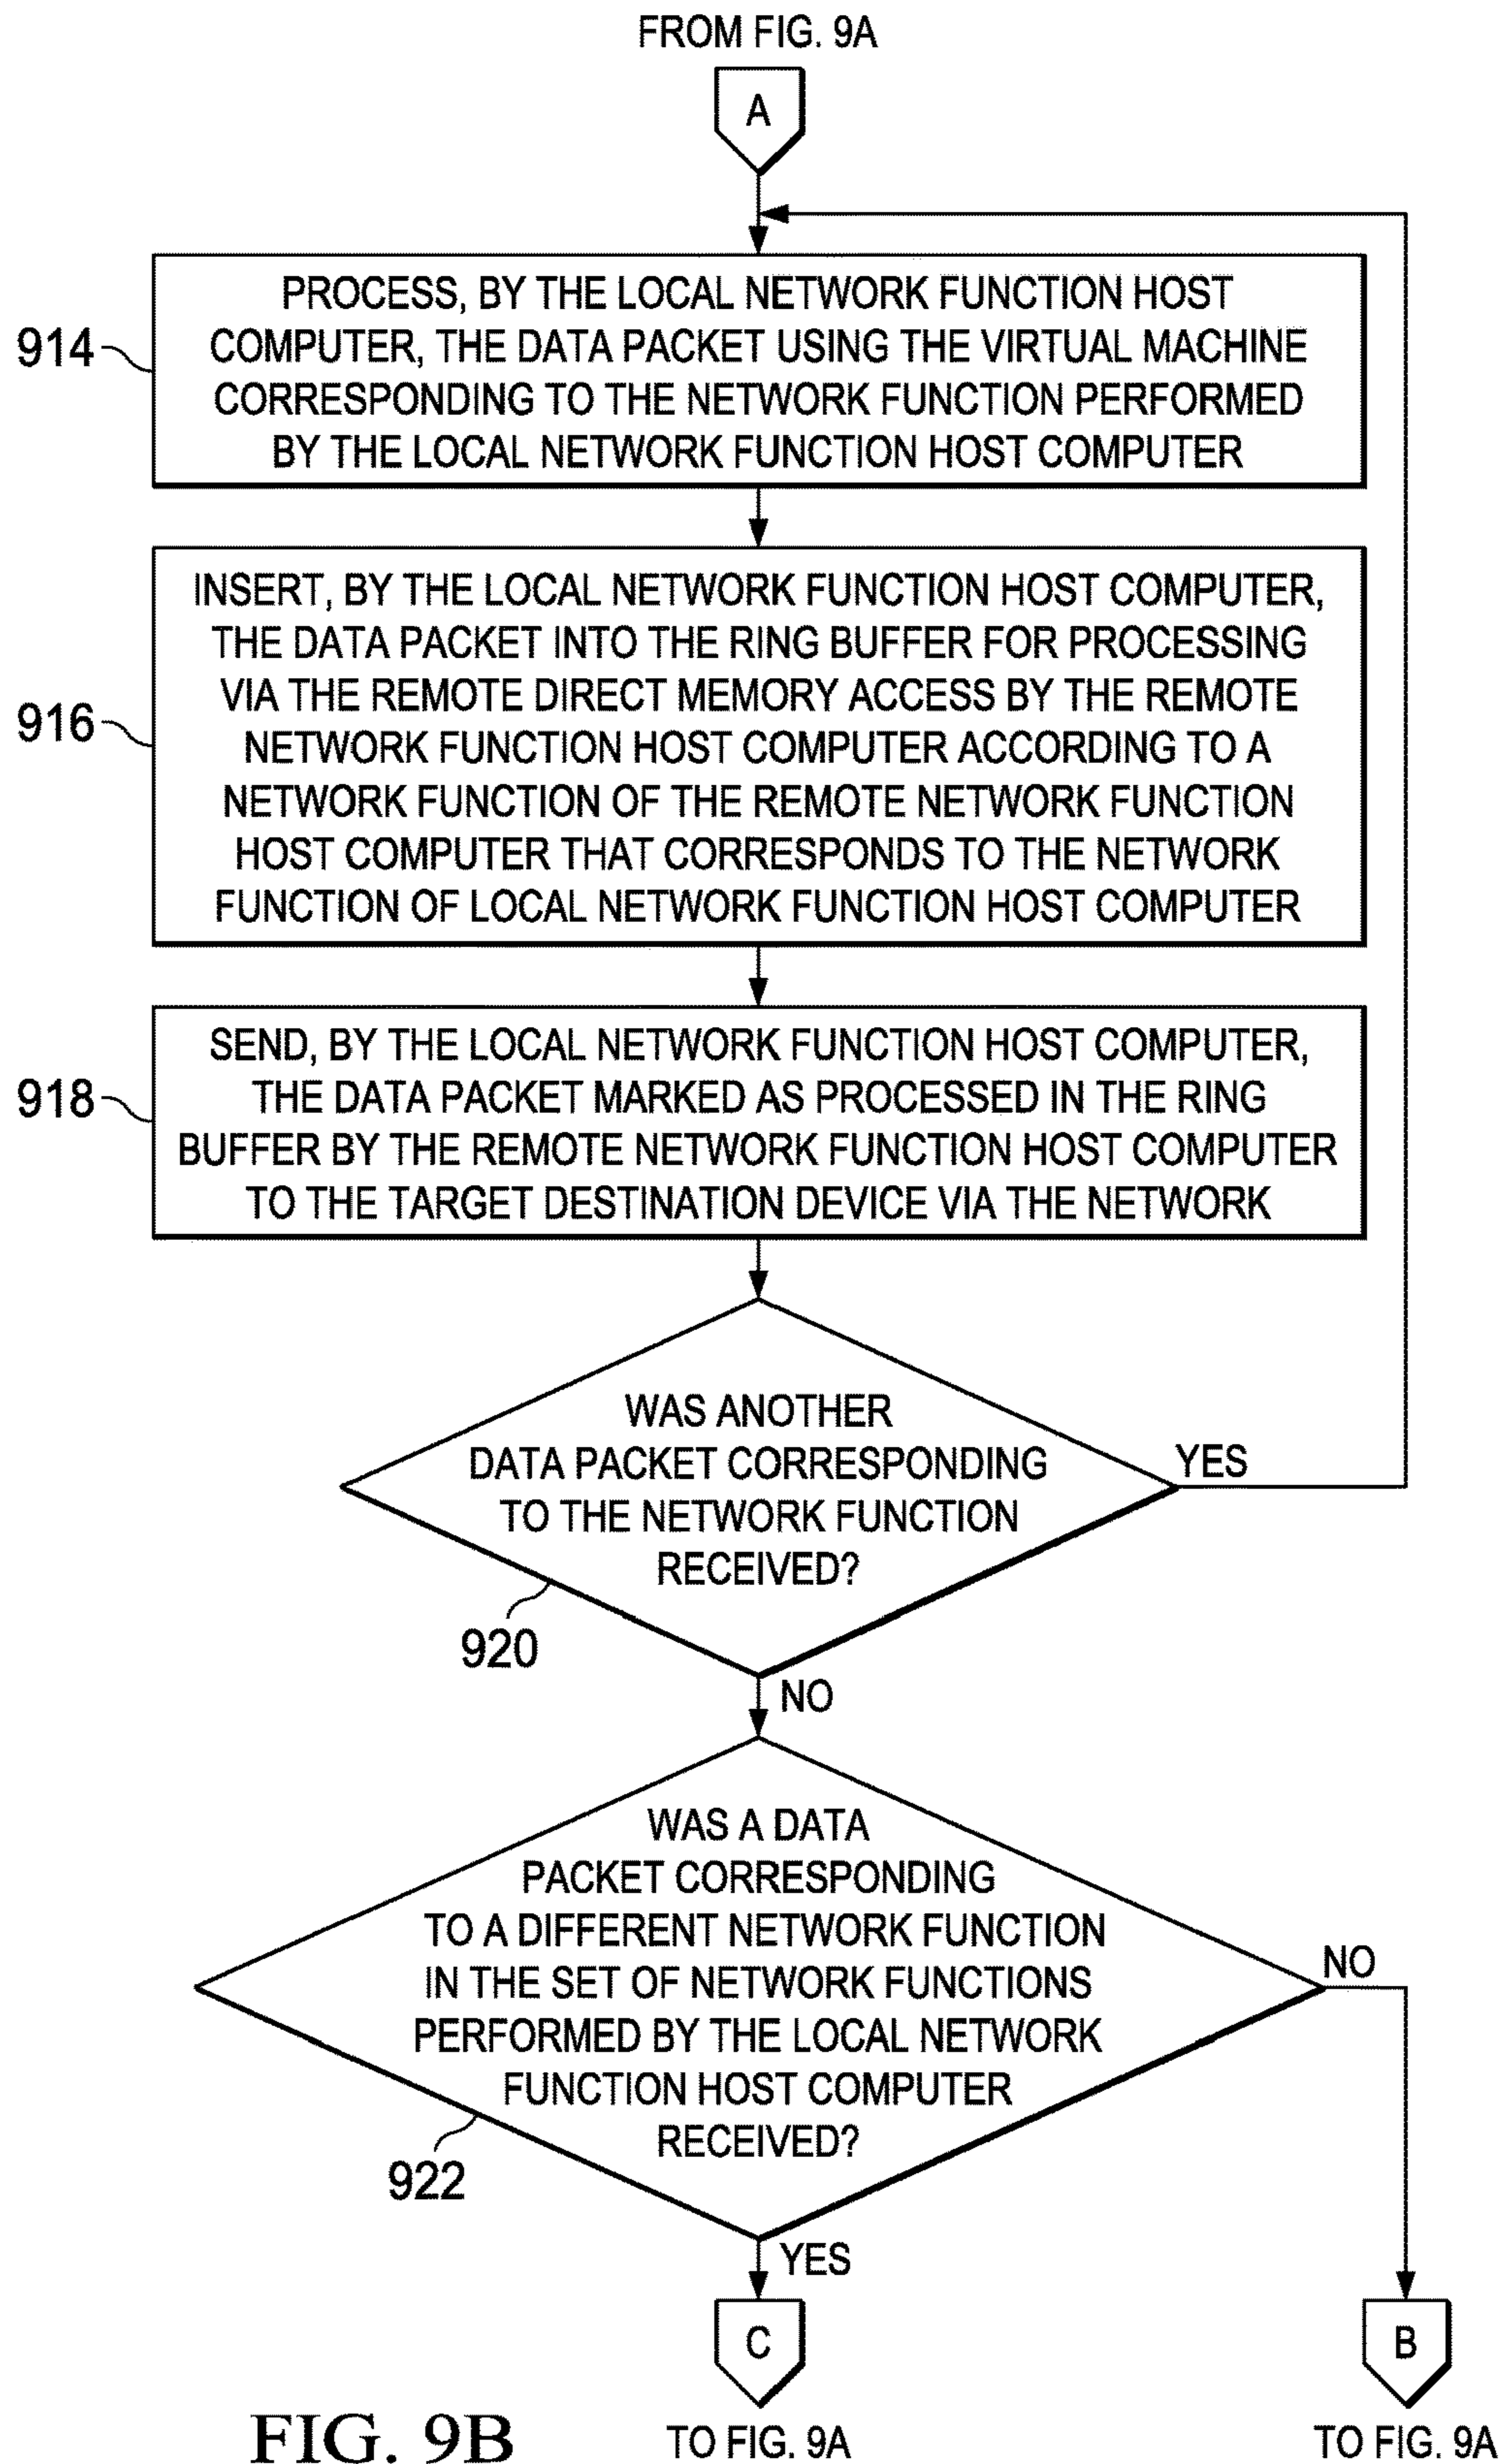 FROM FIG. 9A
A
914
PROCESS, BY THE LOCAL NETWORK FUNCTION HOST
COMPUTER, THE DATA PACKET USING THE VIRTUAL MACHINE
CORRESPONDING TO THE NETWORK FUNCTION PERFORMED
BY THE LOCAL NETWORK FUNCTION HOST COMPUTER
916
INSERT, BY THE LOCAL NETWORK FUNCTION HOST COMPUTER,
THE DATA PACKET INTO THE RING BUFFER FOR PROCESSING
VIA THE REMOTE DIRECT MEMORY ACCESS BY THE REMOTE
NETWORK FUNCTION HOST COMPUTER ACCORDING TO A
NETWORK FUNCTION OF THE REMOTE NETWORK FUNCTION
HOST COMPUTER THAT CORRESPONDS TO THE NETWORK
FUNCTION OF LOCAL NETWORK FUNCTION HOST COMPUTER
918
SEND, BY THE LOCAL NETWORK FUNCTION HOST COMPUTER,
THE DATA PACKET MARKED AS PROCESSED IN THE RING
BUFFER BY THE REMOTE NETWORK FUNCTION HOST COMPUTER
TO THE TARGET DESTINATION DEVICE VIA THE NETWORK
WAS ANOTHER
DATA PACKET CORRESPONDING
TO THE NETWORK FUNCTION
RECEIVED?
YES
920
NO
WAS A DATA
PACKET CORRESPONDING
TO A DIFFERENT NETWORK FUNCTION
IN THE SET OF NETWORK FUNCTIONS
PERFORMED BY THE LOCAL NETWORK
FUNCTION HOST COMPUTER
RECEIVED?
NO
922
YES
C
B
FIG. 9B
TO FIG. 9A
TO FIG. 9A